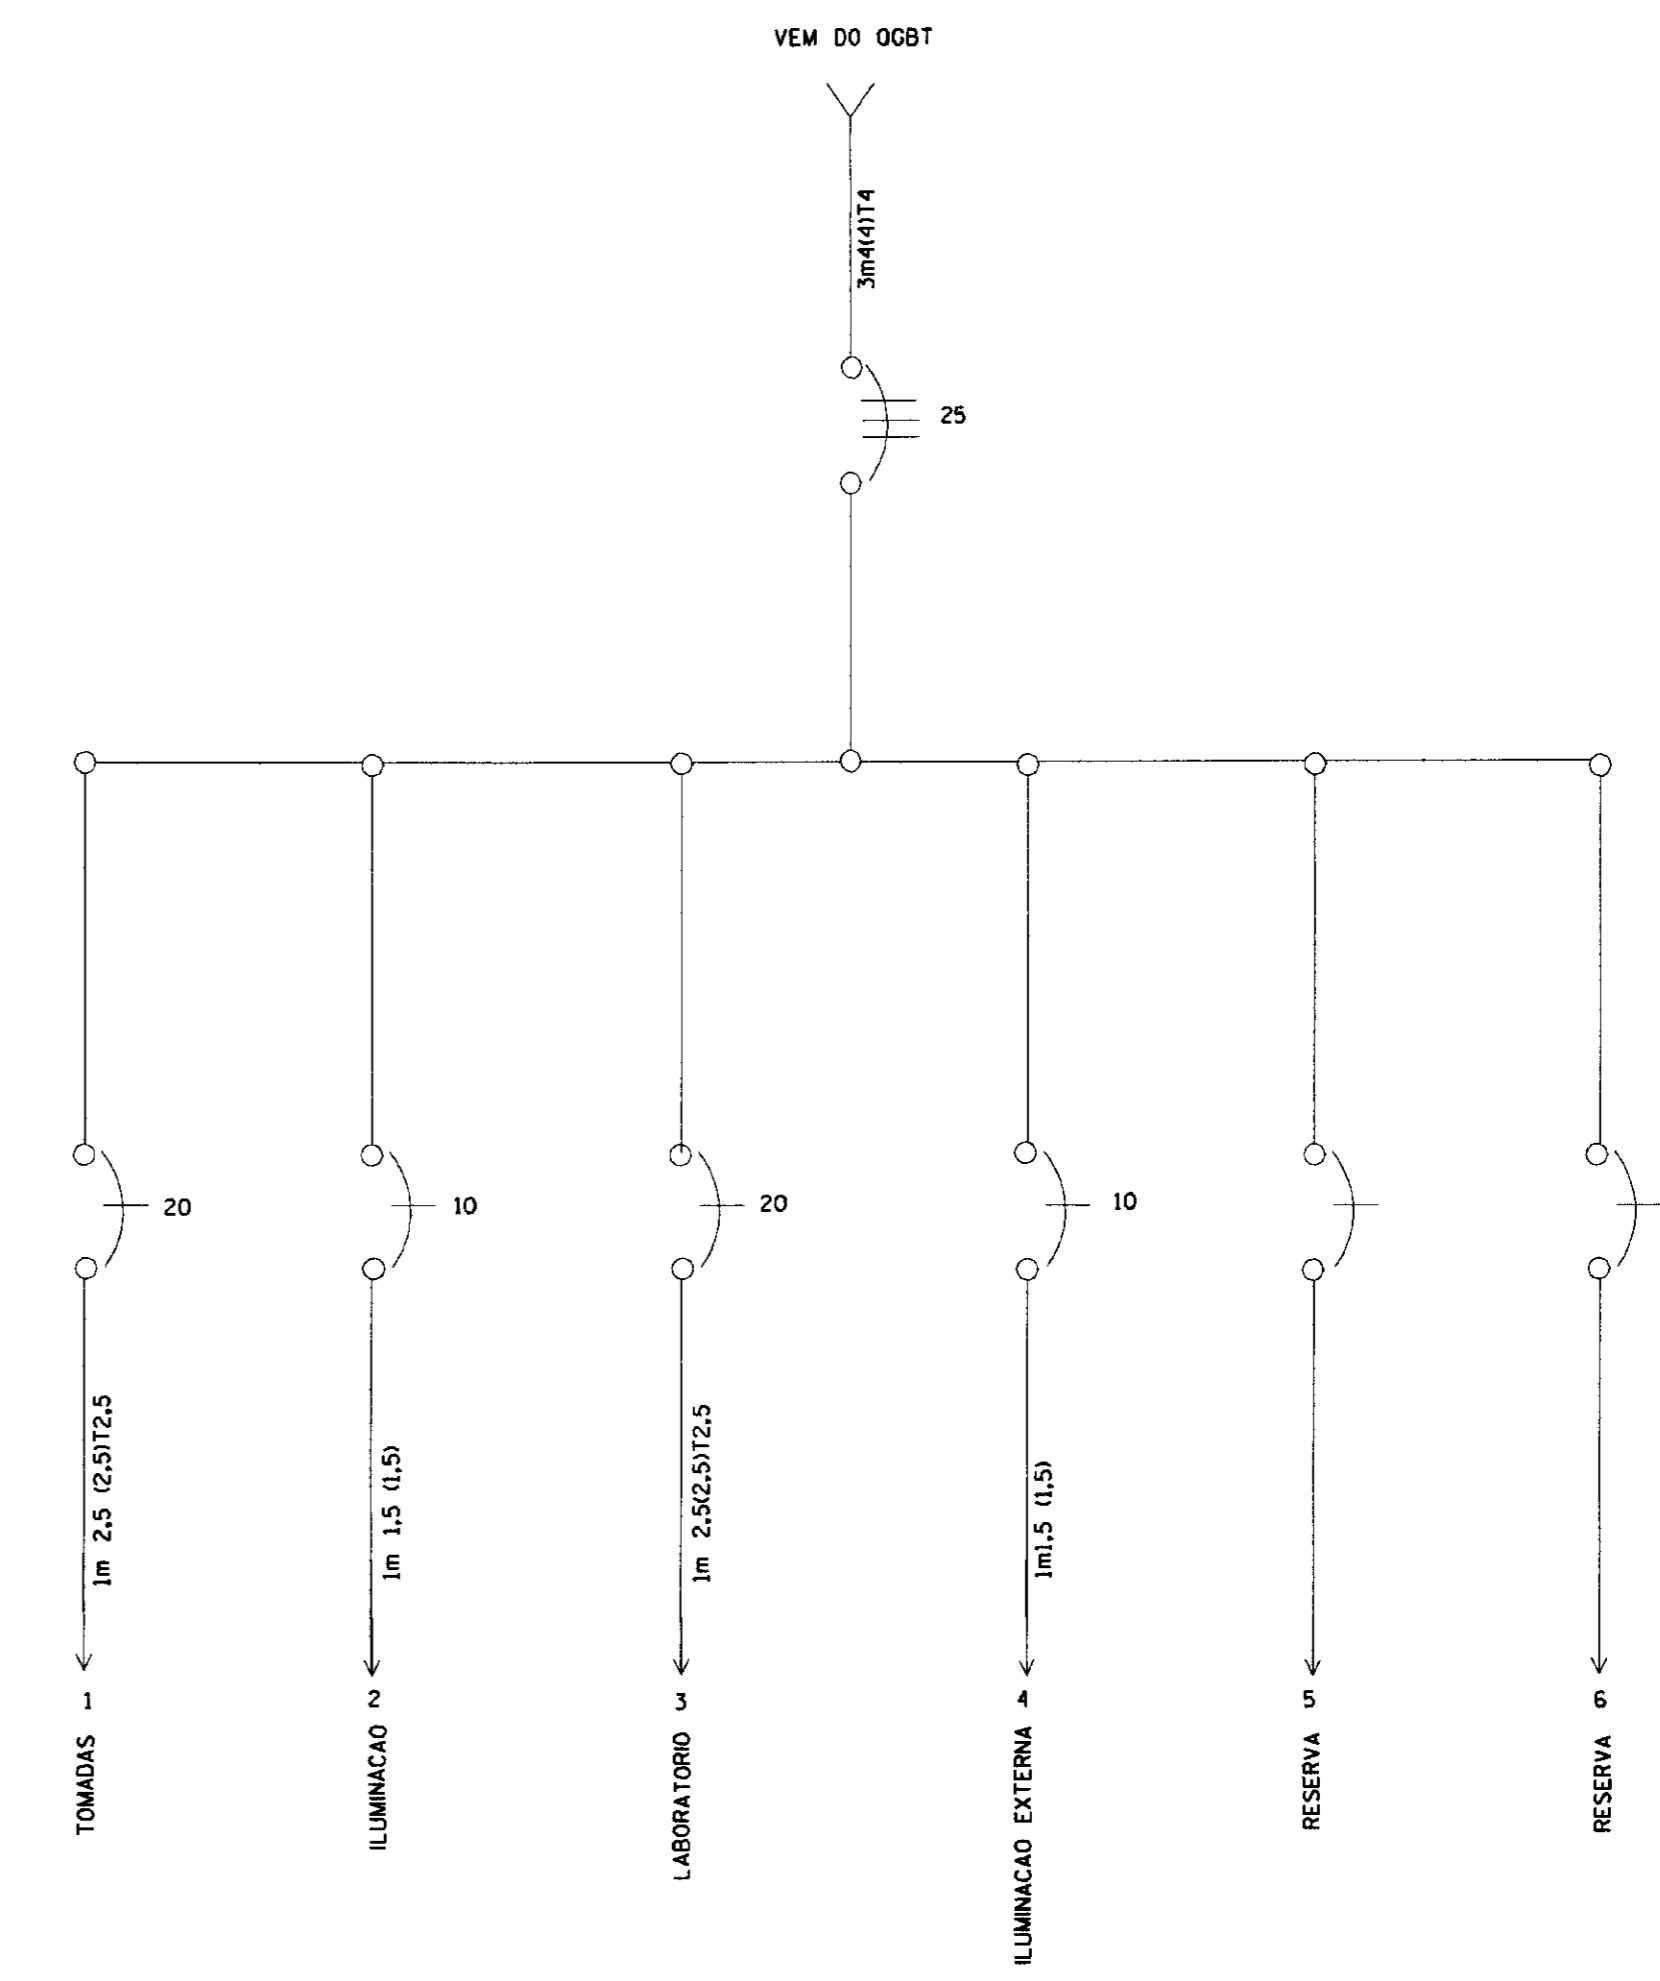 VEM DO QGBT
3m4(4)T4
25
20
10
20
10
1m 2,5 (2,5)T2,5
1m 1,5 (1,5)
1m 2,5(2,5)T2,5
1m1,5 (1,5)
TOMADAS 1
ILUMINACAO 2
LABORATORIO 3
ILUMINACAO EXTERNA 4
RESERVA 5
RESERVA 6